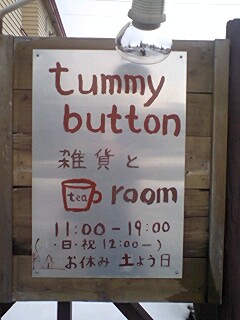 tummy
button
雑貨と
tea room
11:00-19:00
(日・祝 12:00~)
お休み 土よう日